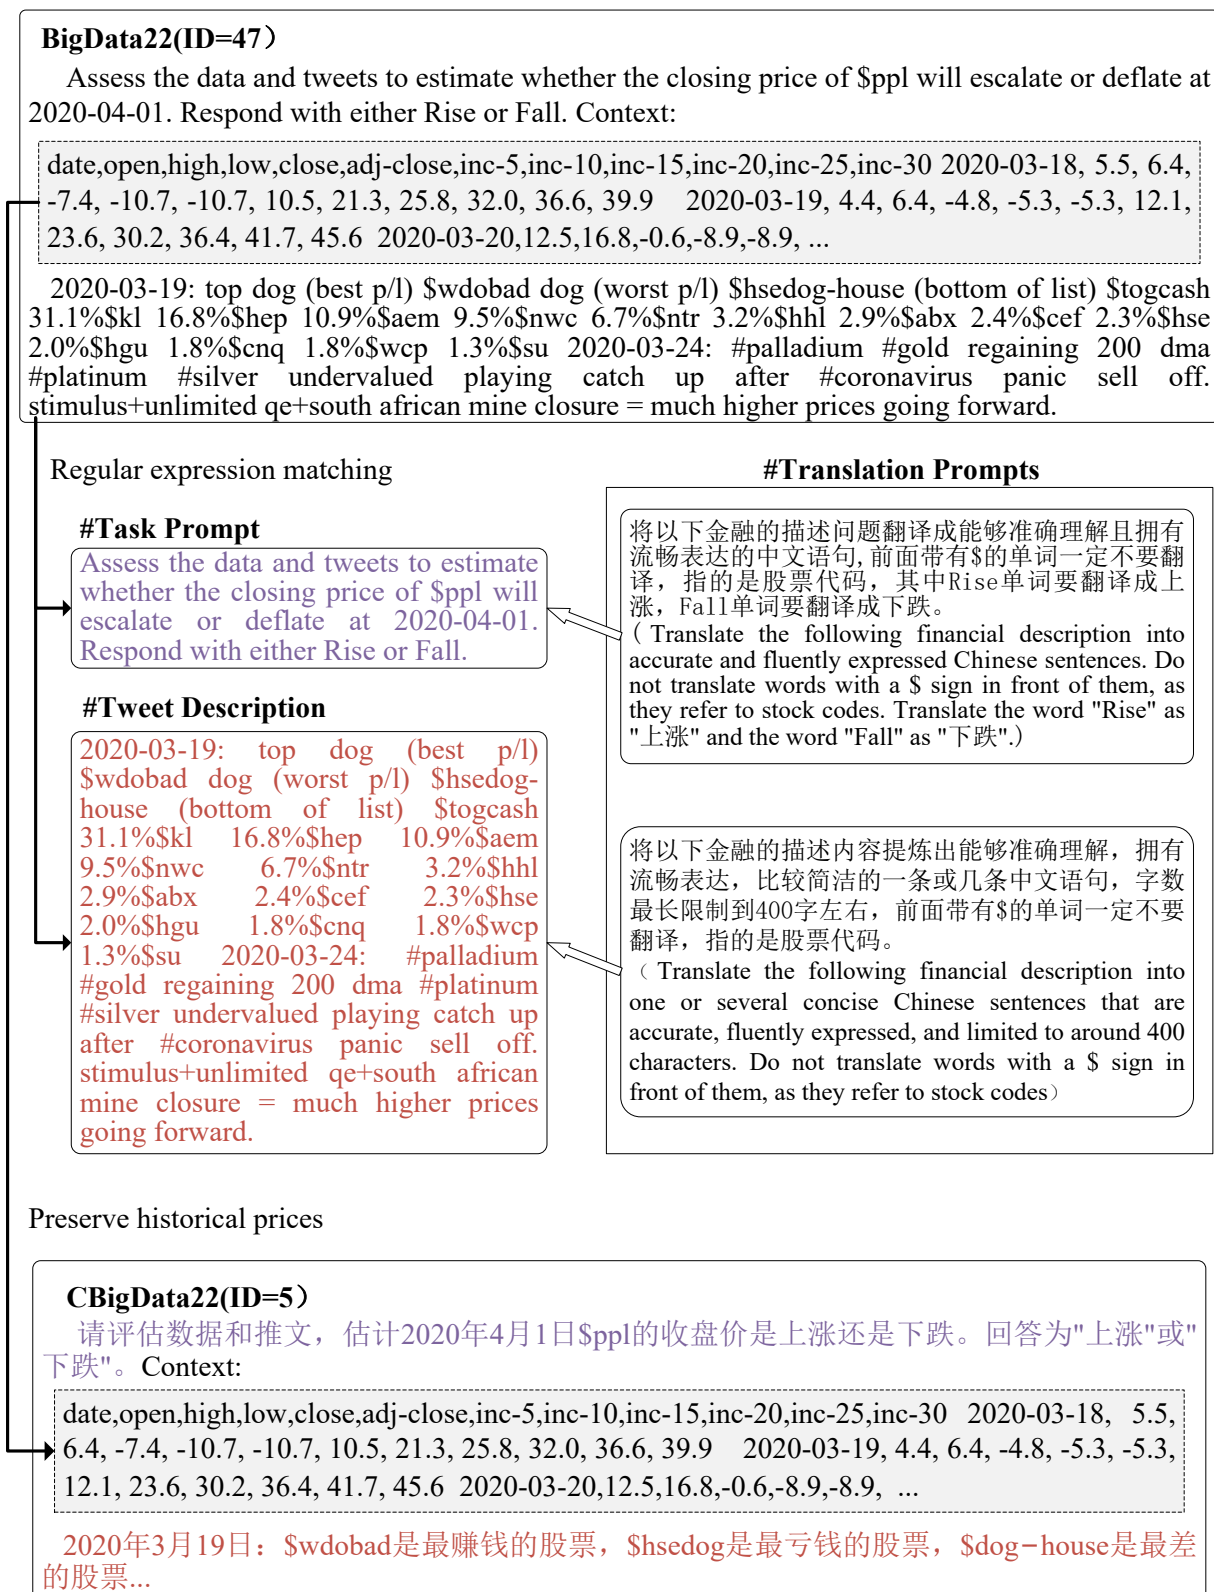 BigData22(ID=47）
Assess the data and tweets to estimate whether the closing price of $ppl will escalate or deflate at
2020-04-01. Respond with either Rise or Fall. Context:
date,open,high,low,close,adj-close,inc-5,inc-10,inc-15,inc-20,inc-25,inc-30 2020-03-18, 5.5, 6.4,
-7.4, -10.7, -10.7, 10.5, 21.3, 25.8, 32.0, 36.6, 39.9 2020-03-19, 4.4, 6.4, -4.8, -5.3, -5.3, 12.1,
23.6, 30.2, 36.4, 41.7, 45.6 2020-03-20,12.5,16.8,-0.6,-8.9,-8.9, ...
2020-03-19: top dog (best p/l) $wdobad dog (worst p/l) $hsedog-house (bottom of list) $togcash
31.1%$kl 16.8%$hep 10.9%$aem 9.5%$nwc 6.7%$ntr 3.2%$hhl 2.9%$abx 2.4%$cef 2.3%$hse
2.0%$hgu 1.8%$cnq 1.8%$wcp 1.3%$su 2020-03-24: #palladium #gold regaining 200 dma
#platinum #silver undervalued playing catch up after #coronavirus panic sell off.
stimulus+unlimited qe+south african mine closure = much higher prices going forward.
Regular expression matching
#Task Prompt
Assess the data and tweets to estimate
whether the closing price of $ppl will
escalate or deflate at 2020-04-01.
Respond with either Rise or Fall.
#Tweet Description
2020-03-19: top dog (best p/l)
$wdobad dog (worst p/l) $hsedog-
house (bottom of list) $togcash
31.1%$kl 16.8%$hep 10.9%$aem
9.5%$nwc 6.7%$ntr 3.2%$hhl
2.9%$abx 2.4%$cef 2.3%$hse
2.0%$hgu 1.8%$cnq 1.8%$wcp
1.3%$su 2020-03-24: #palladium
#gold regaining 200 dma #platinum
#silver undervalued playing catch up
after #coronavirus panic sell off.
stimulus+unlimited qe+south african
mine closure = much higher prices
going forward.
#Translation Prompts
将以下金融的描述问题翻译成能够准确理解且拥有
流畅表达的中文语句,前面带有$的单词一定不要翻
译，指的是股票代码，其中Rise单词要翻译成上
涨，Fall单词要翻译成下跌。
（Translate the following financial description into
accurate and fluently expressed Chinese sentences. Do
not translate words with a $ sign in front of them, as
they refer to stock codes. Translate the word "Rise" as
"上涨" and the word "Fall" as "下跌".）
将以下金融的描述内容提炼出能够准确理解，拥有
流畅表达，比较简洁的一条或几条中文语句，字数
最长限制到400字左右，前面带有$的单词一定不要
翻译，指的是股票代码。
（Translate the following financial description into
one or several concise Chinese sentences that are
accurate, fluently expressed, and limited to around 400
characters. Do not translate words with a $ sign in
front of them, as they refer to stock codes）
Preserve historical prices
CBigData22(ID=5）
请评估数据和推文，估计2020年4月1日$ppl的收盘价是上涨还是下跌。回答为"上涨"或"
下跌"。Context:
date,open,high,low,close,adj-close,inc-5,inc-10,inc-15,inc-20,inc-25,inc-30 2020-03-18, 5.5,
6.4, -7.4, -10.7, -10.7, 10.5, 21.3, 25.8, 32.0, 36.6, 39.9 2020-03-19, 4.4, 6.4, -4.8, -5.3, -5.3,
12.1, 23.6, 30.2, 36.4, 41.7, 45.6 2020-03-20,12.5,16.8,-0.6,-8.9,-8.9, ...
2020年3月19日：$wdobad是最赚钱的股票，$hsedog是最亏钱的股票，$dog-house是最差
的股票...